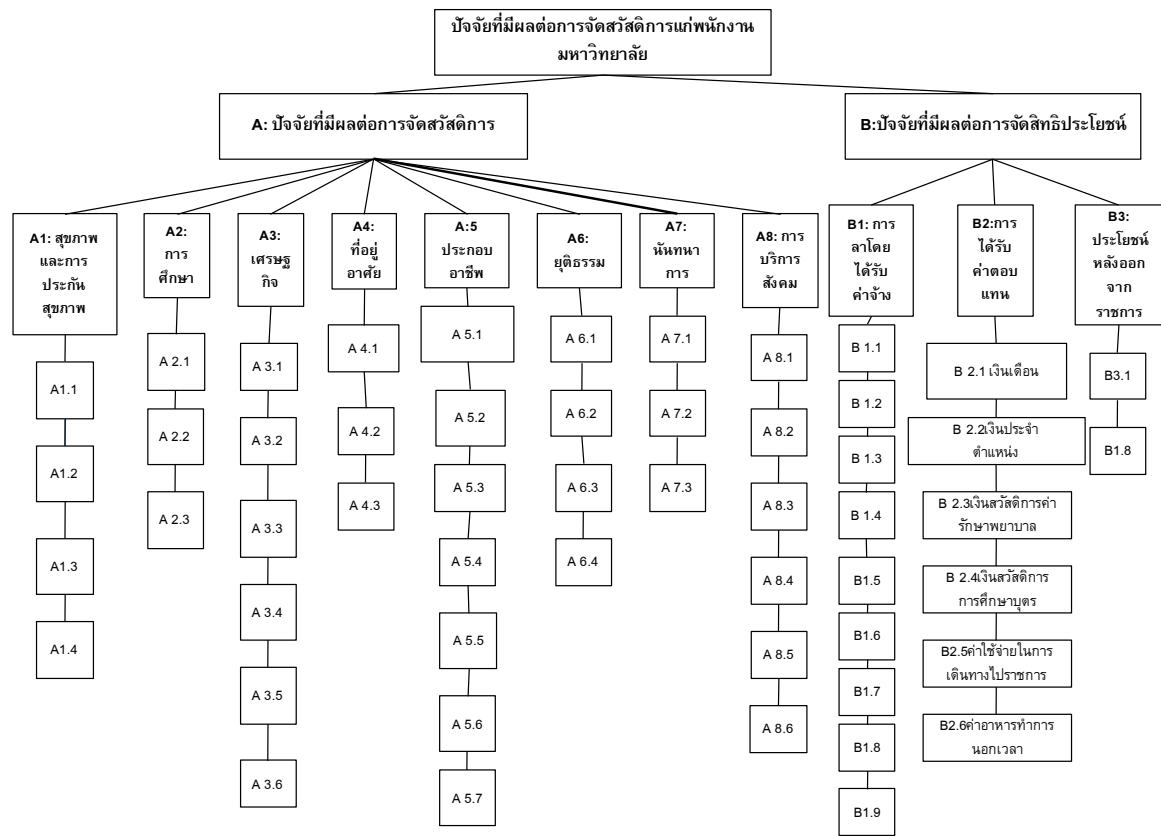 ปัจจัยที่มีผลต่อการจัดสวัสดิการแก่พนักงาน
มหาวิทยาลัย
A: ปัจจัยที่มีผลต่อการจัดสวัสดิการ
B:ปัจจัยที่มีผลต่อการจัดสิทธิประโยชน์
A1: สุขภาพ
และการ
ประกัน
สุขภาพ
A1.1
A1.2
A1.3
A1.4
A2:
การ
ศึกษา
A 2.1
A 2.2
A 2.3
A3:
เศรษฐ
กิจ
A 3.1
A 3.2
A 3.3
A 3.4
A 3.5
A 3.6
A4:
ที่อยู่
อาศัย
A 4.1
A 4.2
A 4.3
A:5
ประกอบ
อาชีพ
A 5.1
A 5.2
A 5.3
A 5.4
A 5.5
A 5.6
A 5.7
A6:
ยุติธรรม
A 6.1
A 6.2
A 6.3
A 6.4
A7:
นันทนา
การ
A 7.1
A 7.2
A 7.3
A8: การ
บริการ
สังคม
A 8.1
A 8.2
A 8.3
A 8.4
A 8.5
A 8.6
B1: การ
ลาโดย
ได้รับ
ค่าจ้าง
B 1.1
B 1.2
B 1.3
B 1.4
B1.5
B1.6
B1.7
B1.8
B1.9
B2:การ
ได้รับ
ค่าตอบ
แทน
B 2.1 เงินเดือน
B 2.2เงินประจำ
ตำแหน่ง
B 2.3เงินสวัสดิการค่า
รักษาพยาบาล
B 2.4เงินสวัสดิการ
การศึกษาบุตร
B2.5ค่าใช้จ่ายในการ
เดินทางไปราชการ
B2.6ค่าอาหารทำการ
นอกเวลา
B3:
ประโยชน์
หลังออก
จาก
ราชการ
B3.1
B1.8